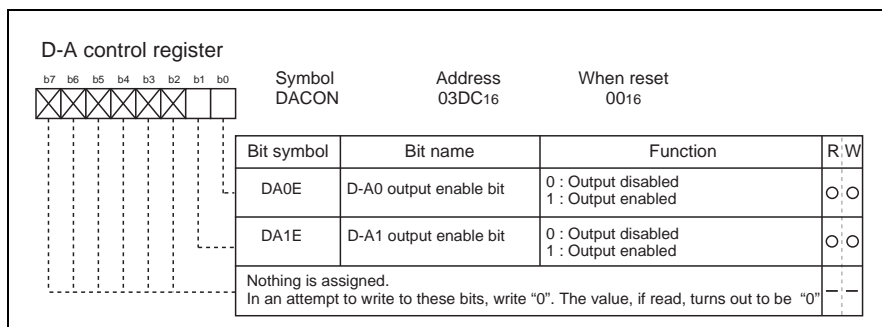 D-A control register
b7 b6 b5 b4 b3 b2 b1 b0
Symbol Address When reset
DACON 03DC16 0016
Bit symbol Bit name Function R W
DA0E D-A0 output enable bit 0 : Output disabled
1 : Output enabled
DA1E D-A1 output enable bit 0 : Output disabled
1 : Output enabled
Nothing is assigned.
In an attempt to write to these bits, write “0”. The value, if read, turns out to be “0”